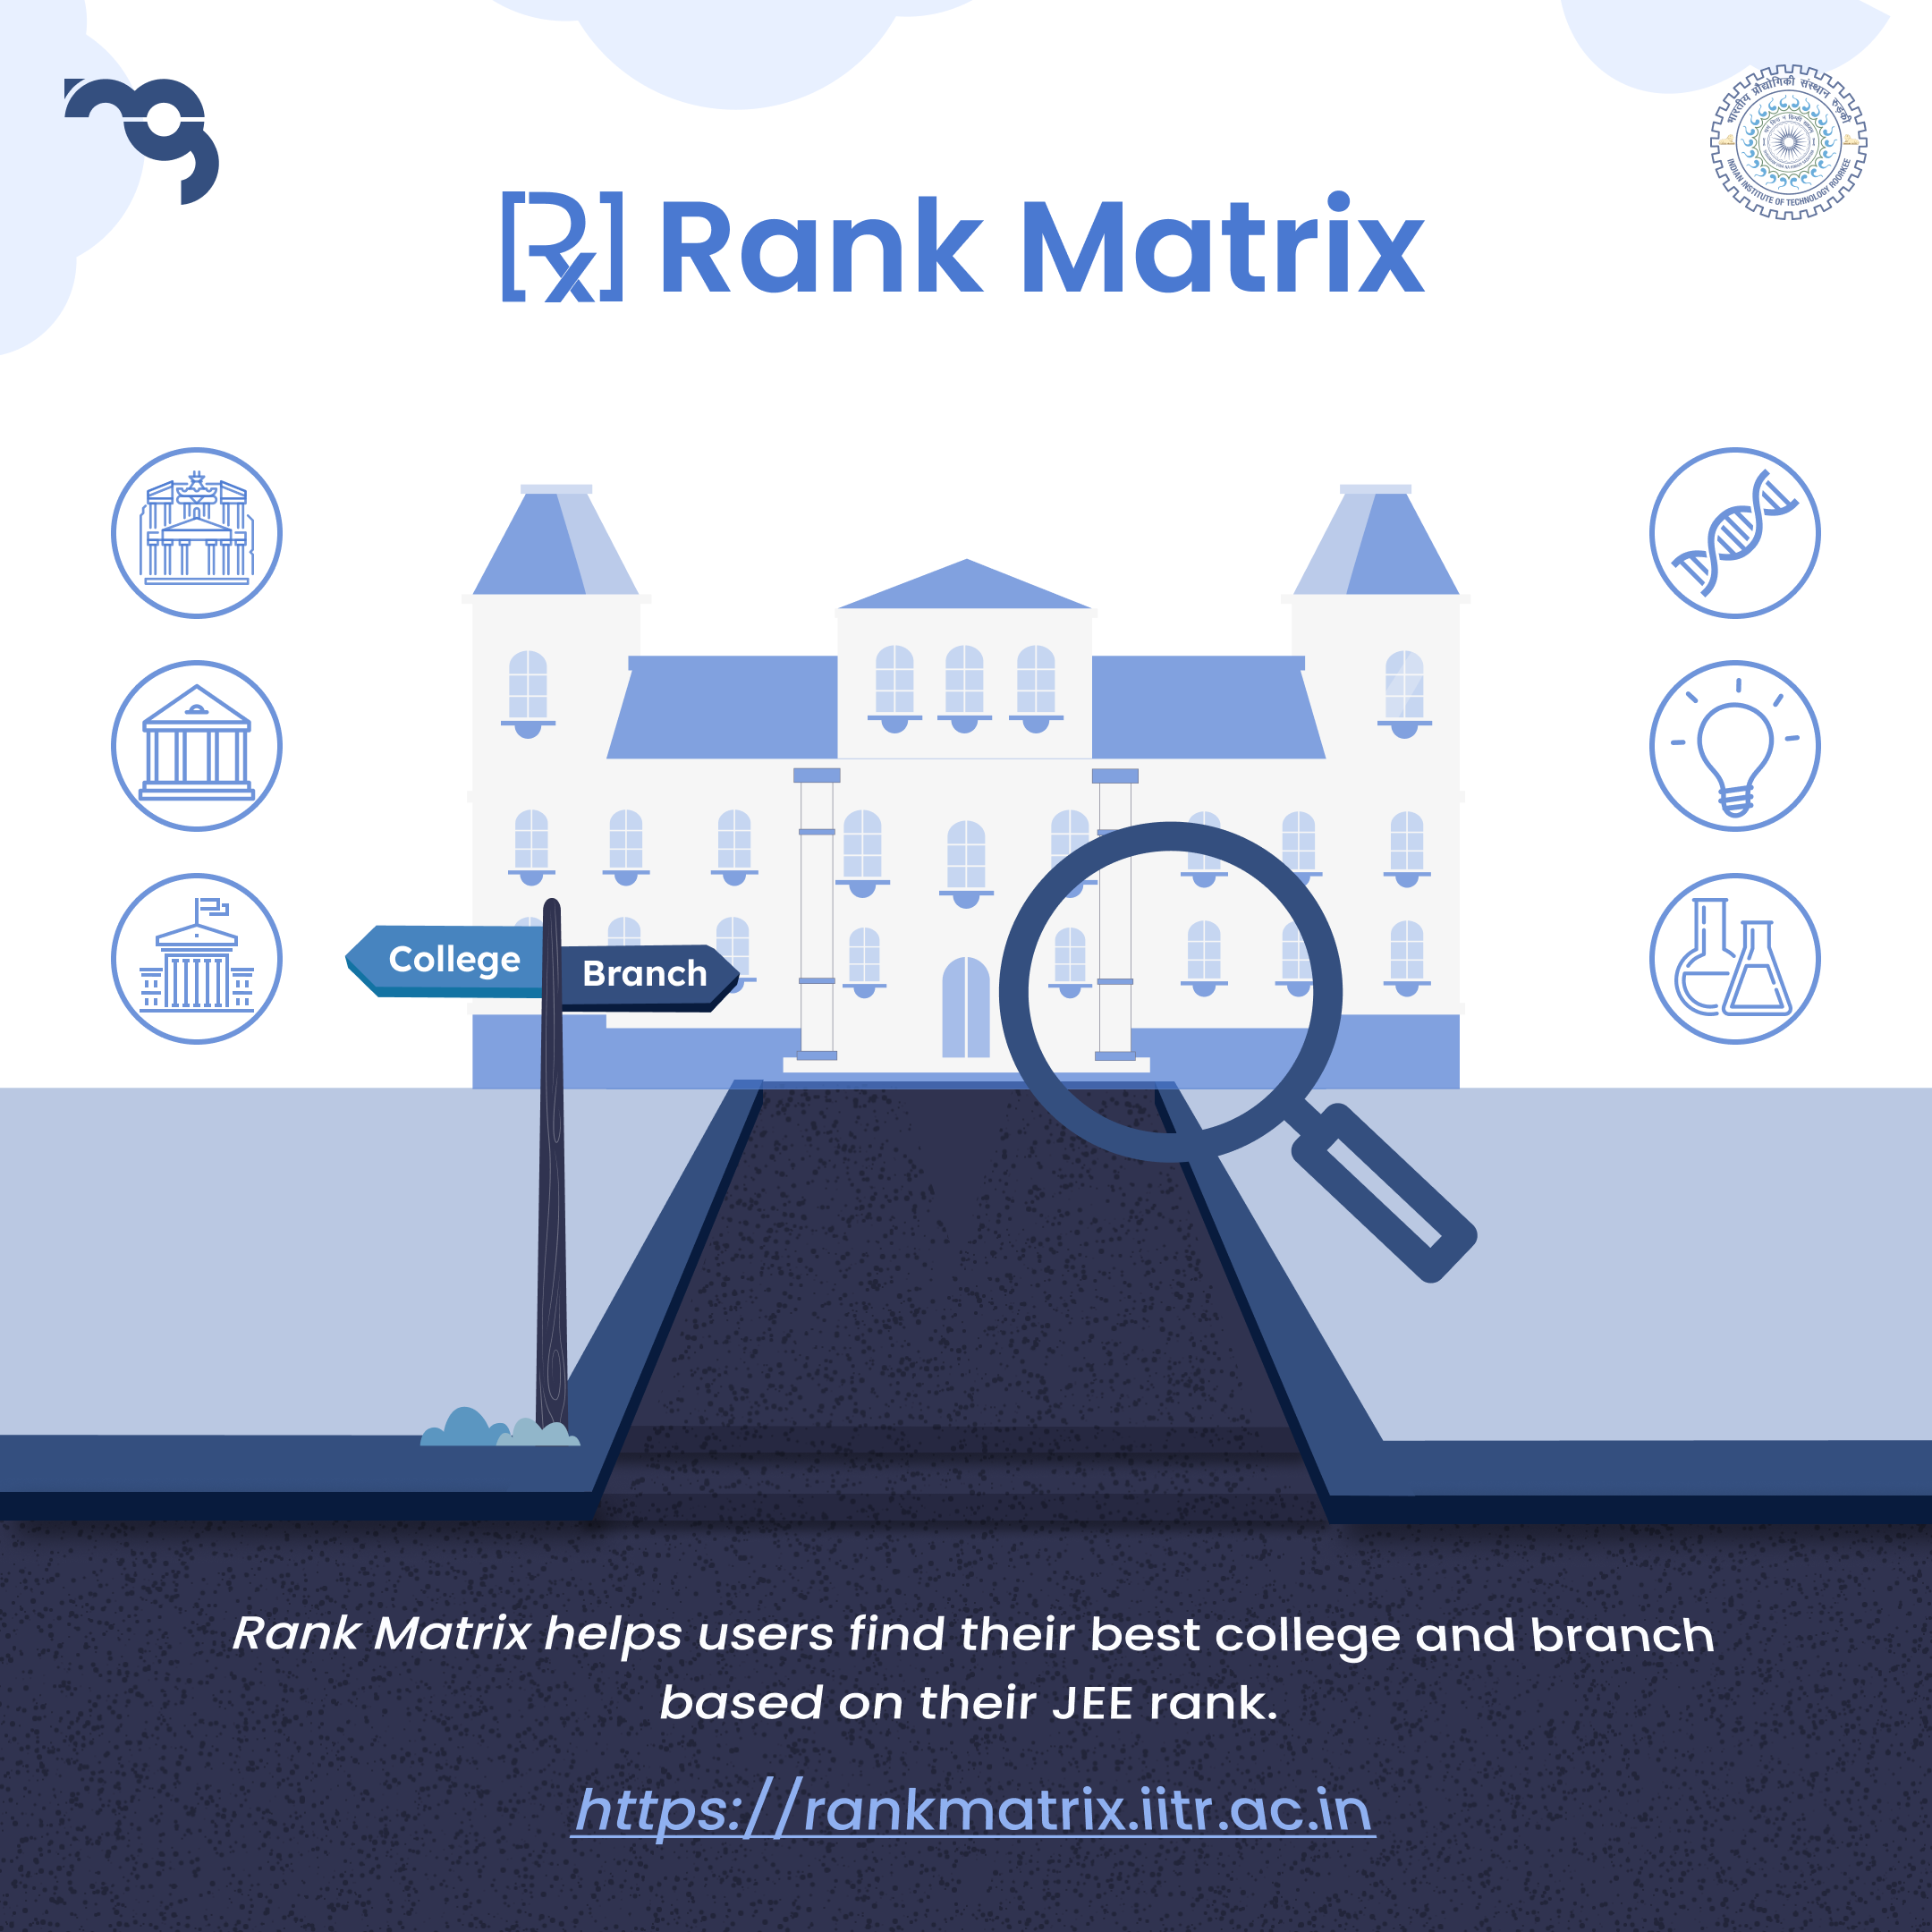 भारतीय प्रौद्योगिकी संस्थान रुड़की
INDIAN INSTITUTE OF TECHNOLOGY ROORKEE
[Rx] Rank Matrix
College
Branch
Rank Matrix helps users find their best college and branch
based on their JEE rank.
https://rankmatrix.iitr.ac.in